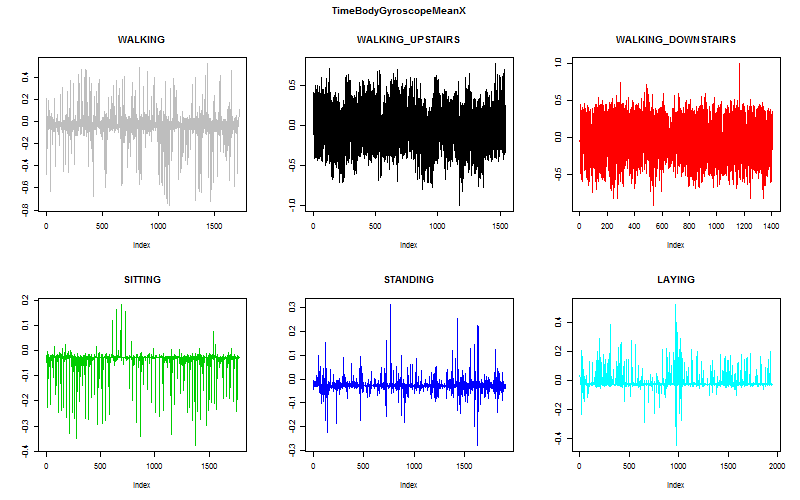 TimeBodyGyroscopeMeanX
WALKING
WALKING_UPSTAIRS
WALKING_DOWNSTAIRS
0.4
0.2
0.0
-0.2
-0.4
-0.6
-0.8
0 500 1000 1500
Index
0.5
0.0
-0.5
-1.0
0 500 1000 1500
Index
1.0
0.5
0.0
-0.5
0 200 400 600 800 1000 1200 1400
Index
SITTING
STANDING
LAYING
0.2
0.1
0.0
-0.1
-0.2
-0.3
-0.4
0 500 1000 1500
Index
0.3
0.2
0.1
0.0
-0.1
-0.2
-0.3
0 500 1000 1500
Index
0.4
0.2
0.0
-0.2
-0.4
0 500 1000 1500 2000
Index